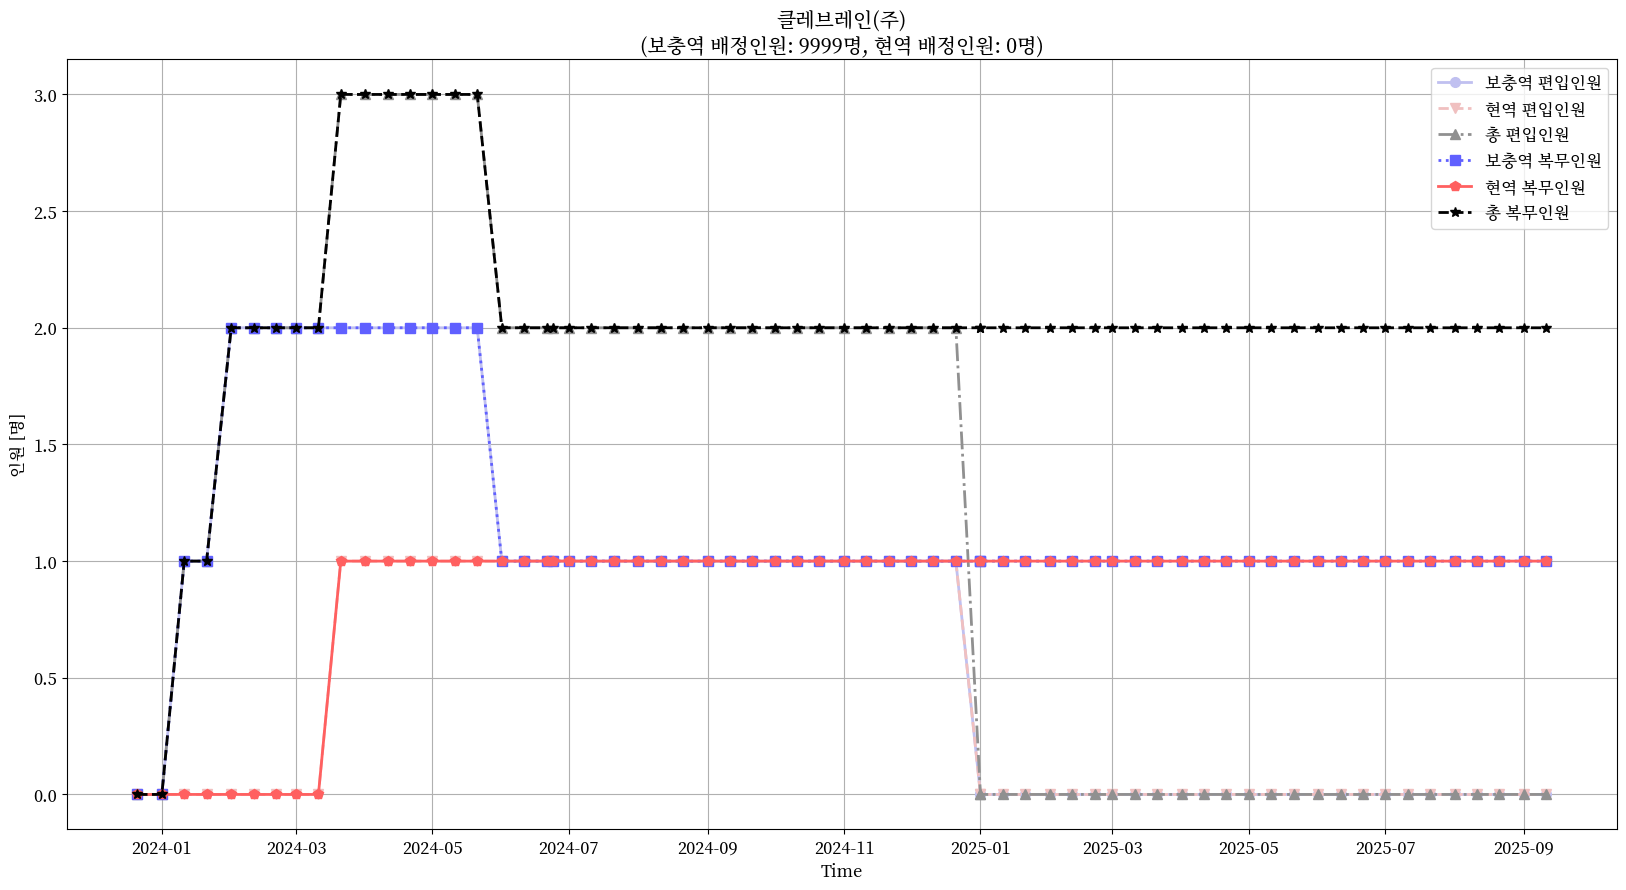 클레브레인(주)
(보충역 배정인원: 9999명, 현역 배정인원: 0명)
보충역 편입인원
현역 편입인원
총 편입인원
보충역 복무인원
현역 복무인원
총 복무인원
인원 [명]
3.0
2.5
2.0
1.5
1.0
0.5
0.0
2024-01 2024-03 2024-05 2024-07 2024-09 2024-11 2025-01 2025-03 2025-05 2025-07 2025-09
Time